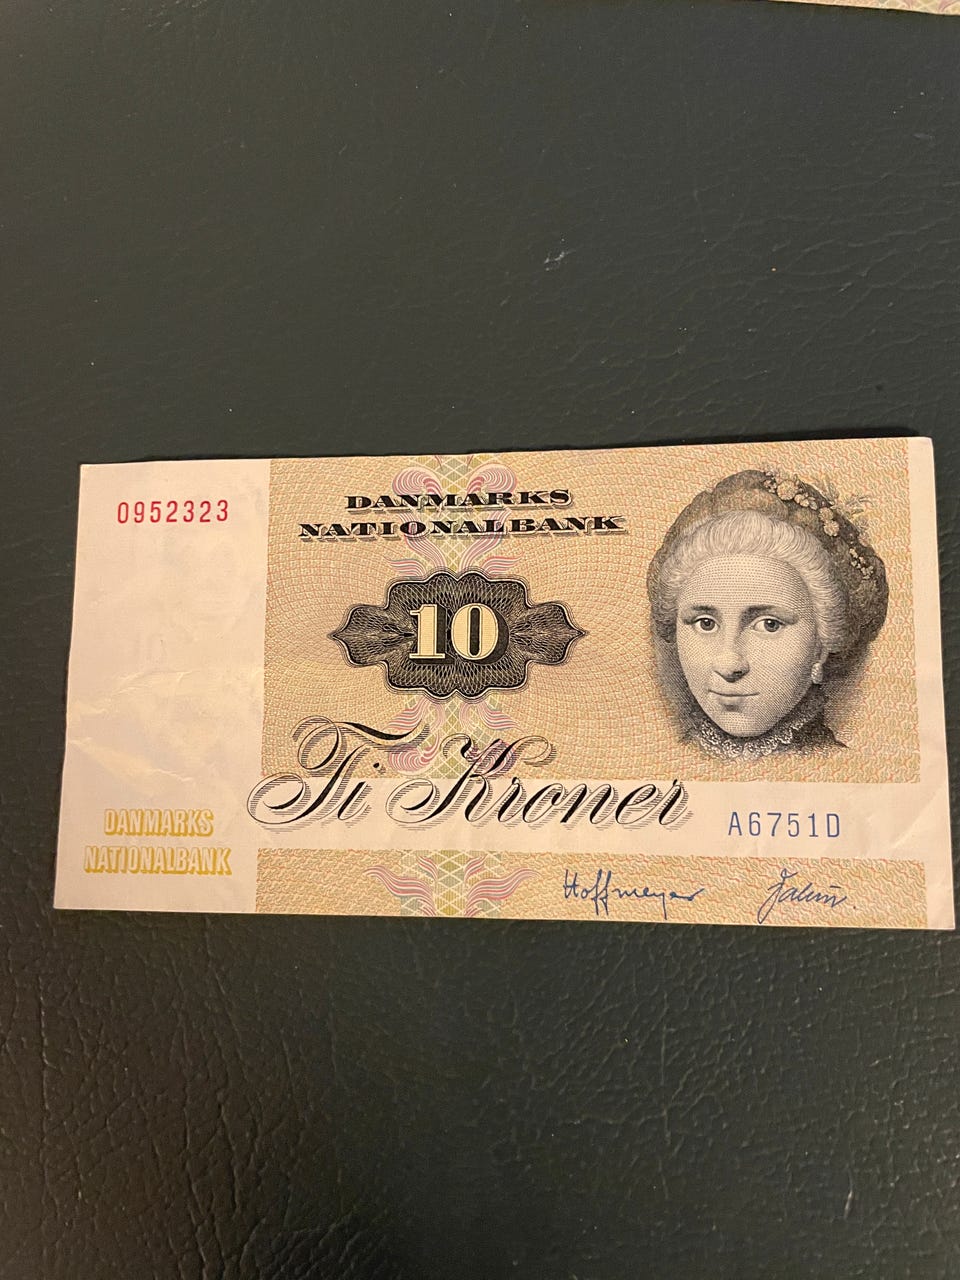 0952323
DANMARKS
NATIONALBANK
10
Ti Kroner
A6751D
DANMARKS
NATIONALBANK
Hoffmeyer